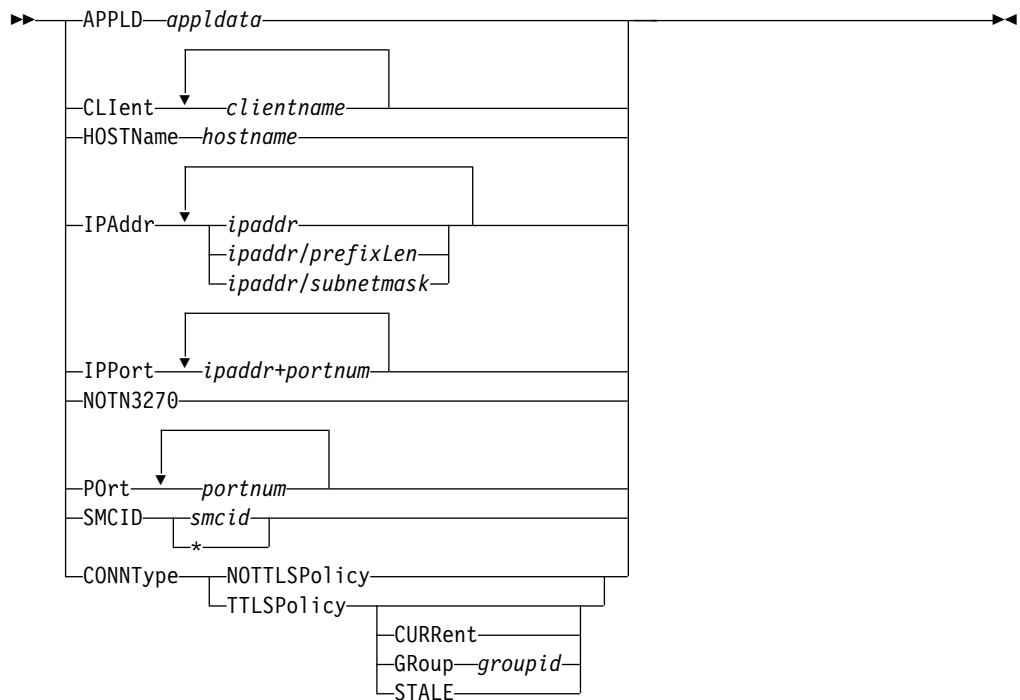 APPLD appldata
CLIent clientname
HOSTName hostname
IPAddr ipaddr
ipaddr/prefixLen
ipaddr/subnetmask
IPPort ipaddr+portnum
NOTN3270
POrt portnum
SMCID smcid
*
CONNType NOTTLSPolicy
TTLSPolicy
CURRent
GRoup groupid
STALE